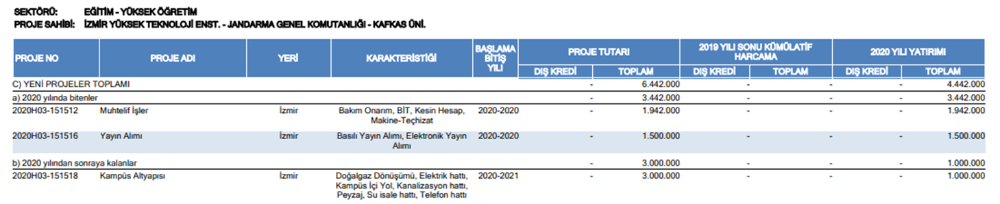 SEKTÖRÜ: EĞİTİM - YÜKSEK ÖĞRETİM
PROJE SAHİBİ: İZMİR YÜKSEK TEKNOLOJİ ENST. - JANDARMA GENEL KOMUTANLIĞI - KAFKAS ÜNİ.
PROJE NO PROJE ADI YERİ KARAKTERİSTİĞİ BAŞLAMA BİTİŞ YILI PROJE TUTARI 2019 YILI SONU KÜMÜLATİF HARCAMA 2020 YILI YATIRIMI
DIŞ KREDİ TOPLAM DIŞ KREDİ TOPLAM DIŞ KREDİ TOPLAM
C) YENİ PROJELER TOPLAMI - 6.442.000 - - - 4.442.000
a) 2020 yılında bitenler - 3.442.000 - - - 3.442.000
2020H03-151512 Muhtelif İşler İzmir Bakım Onarım, BİT, Kesin Hesap, 2020-2020 - 1.942.000 - - - 1.942.000
Makine-Teçhizat
2020H03-151516 Yayın Alımı İzmir Basılı Yayın Alımı, Elektronik Yayın 2020-2020 - 1.500.000 - - - 1.500.000
Alımı
b) 2020 yılından sonraya kalanlar - 3.000.000 - - - 1.000.000
2020H03-151518 Kampüs Altyapısı İzmir Doğalgaz Dönüşümü, Elektrik hattı, 2020-2021 - 3.000.000 - - - 1.000.000
Kampüs İçi Yol, Kanalizasyon hattı,
Peyzaj, Su isale hattı, Telefon hattı